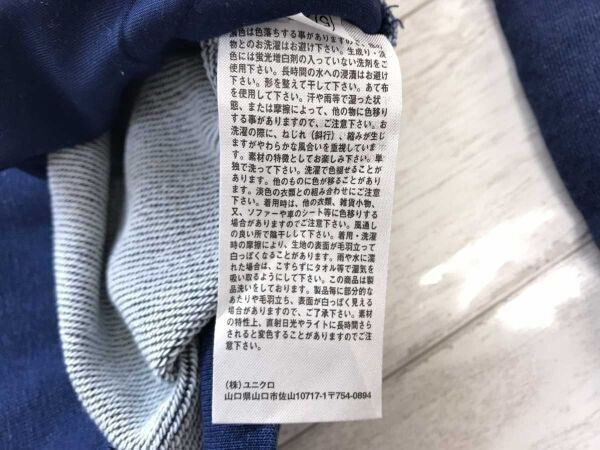 濃色は色落ちする事がありますので、他の
物とのお洗濯はお避け下さい。生成り・淡
色には蛍光増白剤の入っていない洗剤をご
使用下さい。長時間の水への浸漬はお避け
下さい。形を整えて干して下さい。あて布
を使用して下さい。汗や雨等で湿った状
態、または摩擦によって、他の物に色移り
する事がありますので、ご注意下さい。お
洗濯の際に、ねじれ(斜行)、縮みが生じ
ますがやわらかな風合いを重視していま
す。素材の特徴としてお楽しみ下さい。単
独で洗って下さい。洗濯で色褪せることが
あります。他のものに色が移ることがあり
ます。淡色の衣類との組み合わせにご注意
下さい。着用時は、他の衣類、雑貨小物、
又、ソファーや車のシート等に色移りする
場合がありますのでご注意下さい。風通し
の良い所で陰干しして下さい。着用・洗濯
時の摩擦により、生地の表面が毛羽立って
白っぽくなることがあります。雨や水に濡
れた場合は、こすらずにタオル等で湿気を
吸い取るようにして下さい。この商品は製
品洗いをしております。製品毎に部分的な
あたりや毛羽立ち、表面が白っぽく見える
場合がありますので、ご了承下さい。素材
の特性上、直射日光やライトに長時間さら
されると変色することがありますのでご注
意下さい。
(株)ユニクロ
山口県山口市佐山10717-1〒754-0894